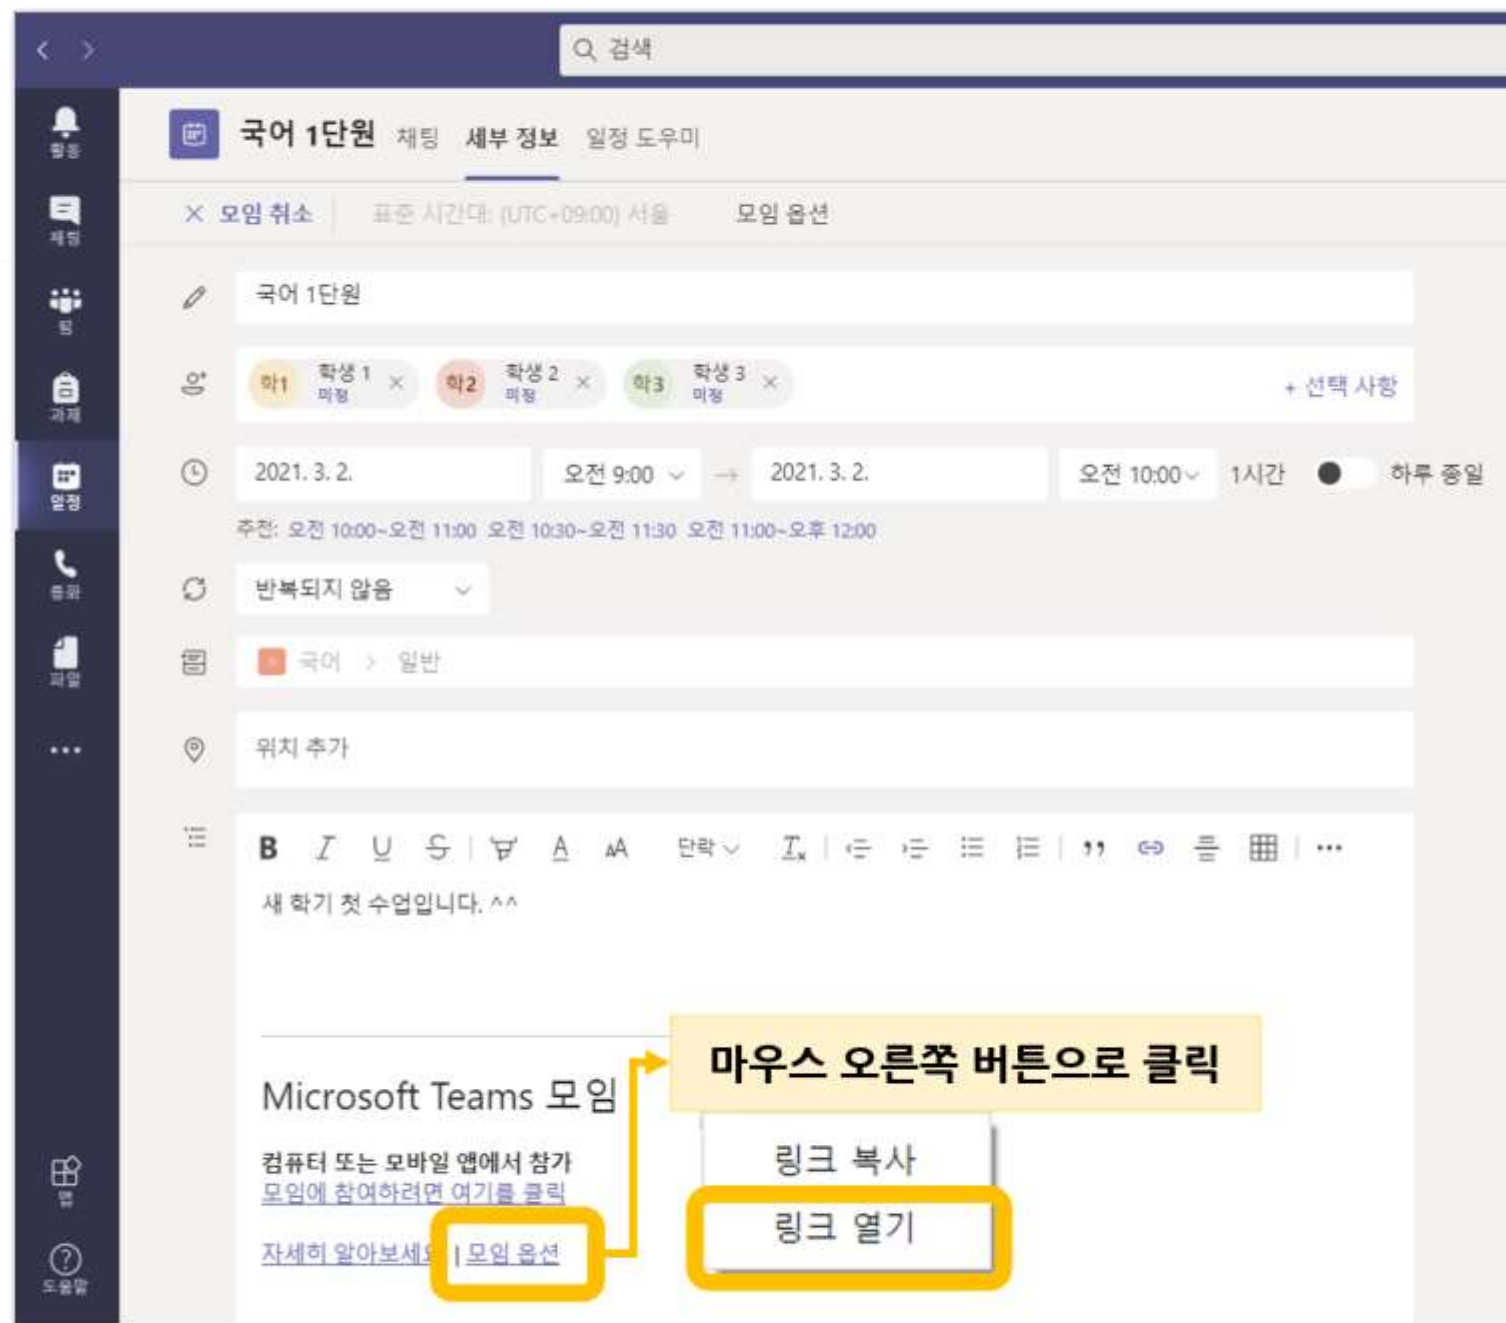 검색
활동
국어 1단원 채팅 세부 정보 일정 도우미
채팅
모임 취소 표준 시간대: (UTC+09:00) 서울 모임 옵션
팀
국어 1단원
과제
학1 학생 1 미정 학2 학생 2 미정 학3 학생 3 미정 + 선택 사항
일정
2021. 3. 2. 오전 9:00 → 2021. 3. 2. 오전 10:00 1시간 하루 종일
추천: 오전 10:00~오전 11:00 오전 10:30~오전 11:30 오전 11:00~오후 12:00
통화
반복되지 않음
파일
국어 > 일반
위치 추가
B I U S A AA 단락
새 학기 첫 수업입니다. ^^
마우스 오른쪽 버튼으로 클릭
Microsoft Teams 모임
링크 복사
링크 열기
컴퓨터 또는 모바일 앱에서 참가
모임에 참여하려면 여기를 클릭
자세히 알아보세요 | 모임 옵션
앱
도움말